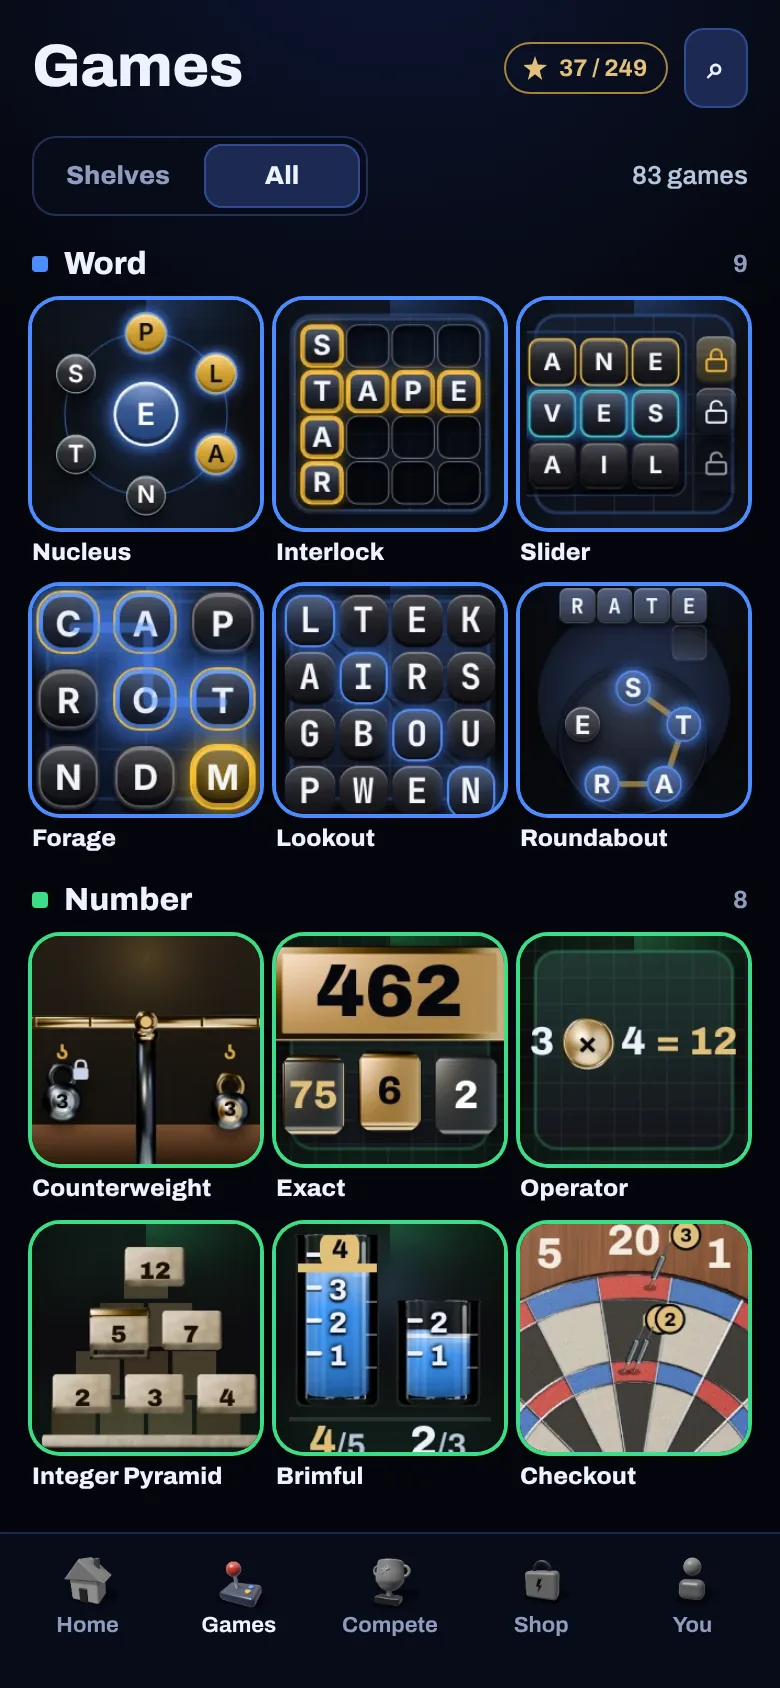 Games
37 / 249
Shelves
All
83 games
Word
9
P
S
L
E
T
A
N
S
T A P E
A
R
A N E
V E S
A I L
Nucleus
Interlock
Slider
C A P
R O T
N D M
L T E K
A I R S
G B O U
P W E N
R A T E
S
E
T
R
A
Forage
Lookout
Roundabout
Number
8
3
3
462
75
6
2
3 × 4 = 12
Counterweight
Exact
Operator
12
5 7
2 3 4
4
3
2
1
2
1
4/5
2/3
5
20
3
1
2
Integer Pyramid
Brimful
Checkout
Home
Games
Compete
Shop
You